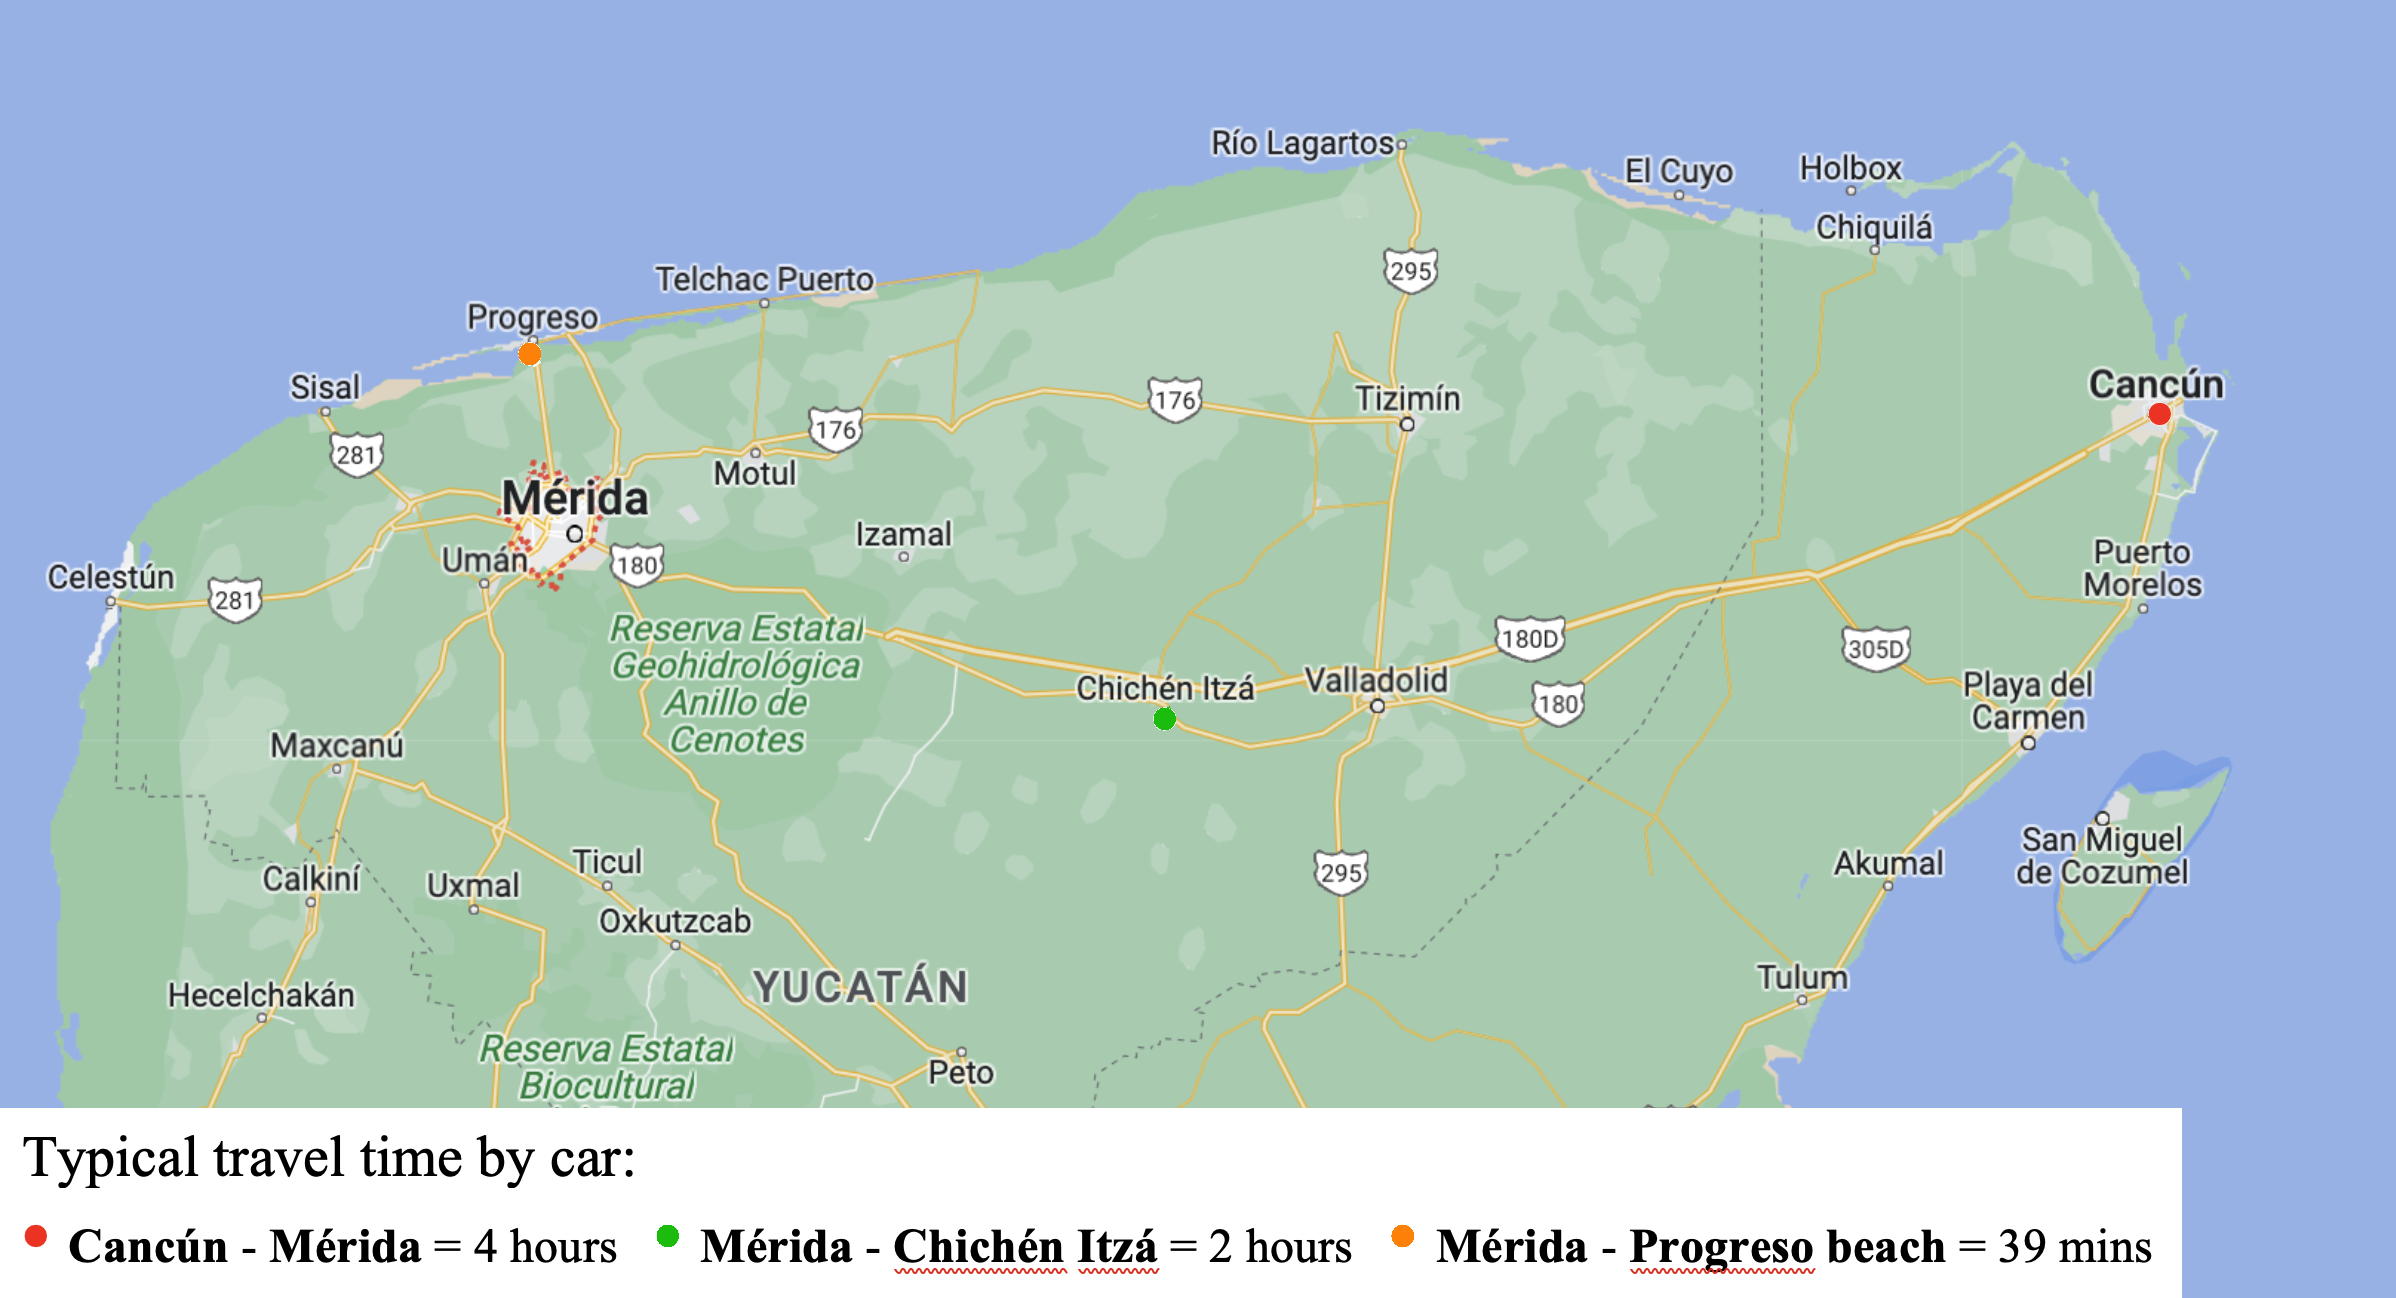 Río Lagartos
El Cuyo
Holbox
Chiquilá
295
Telchac Puerto
Progreso
Sisal
Cancún
176
Tizimín
176
281
Motul
Mérida
Izamal
Umán
180
Celestún
281
Puerto
Morelos
Reserva Estatal
Geohidrológica
Anillo de
Cenotes
180D
305D
Chichén Itzá
Valladolid
180
Playa del
Carmen
Maxcanú
San Miguel
de Cozumel
Akumal
295
Ticul
Calkiní
Uxmal
Oxkutzcab
YUCATÁN
Tulum
Hecelchakán
Reserva Estatal
Biocultural
Peto
Typical travel time by car:
Cancún - Mérida = 4 hours Mérida - Chichén Itzá = 2 hours Mérida - Progreso beach = 39 mins